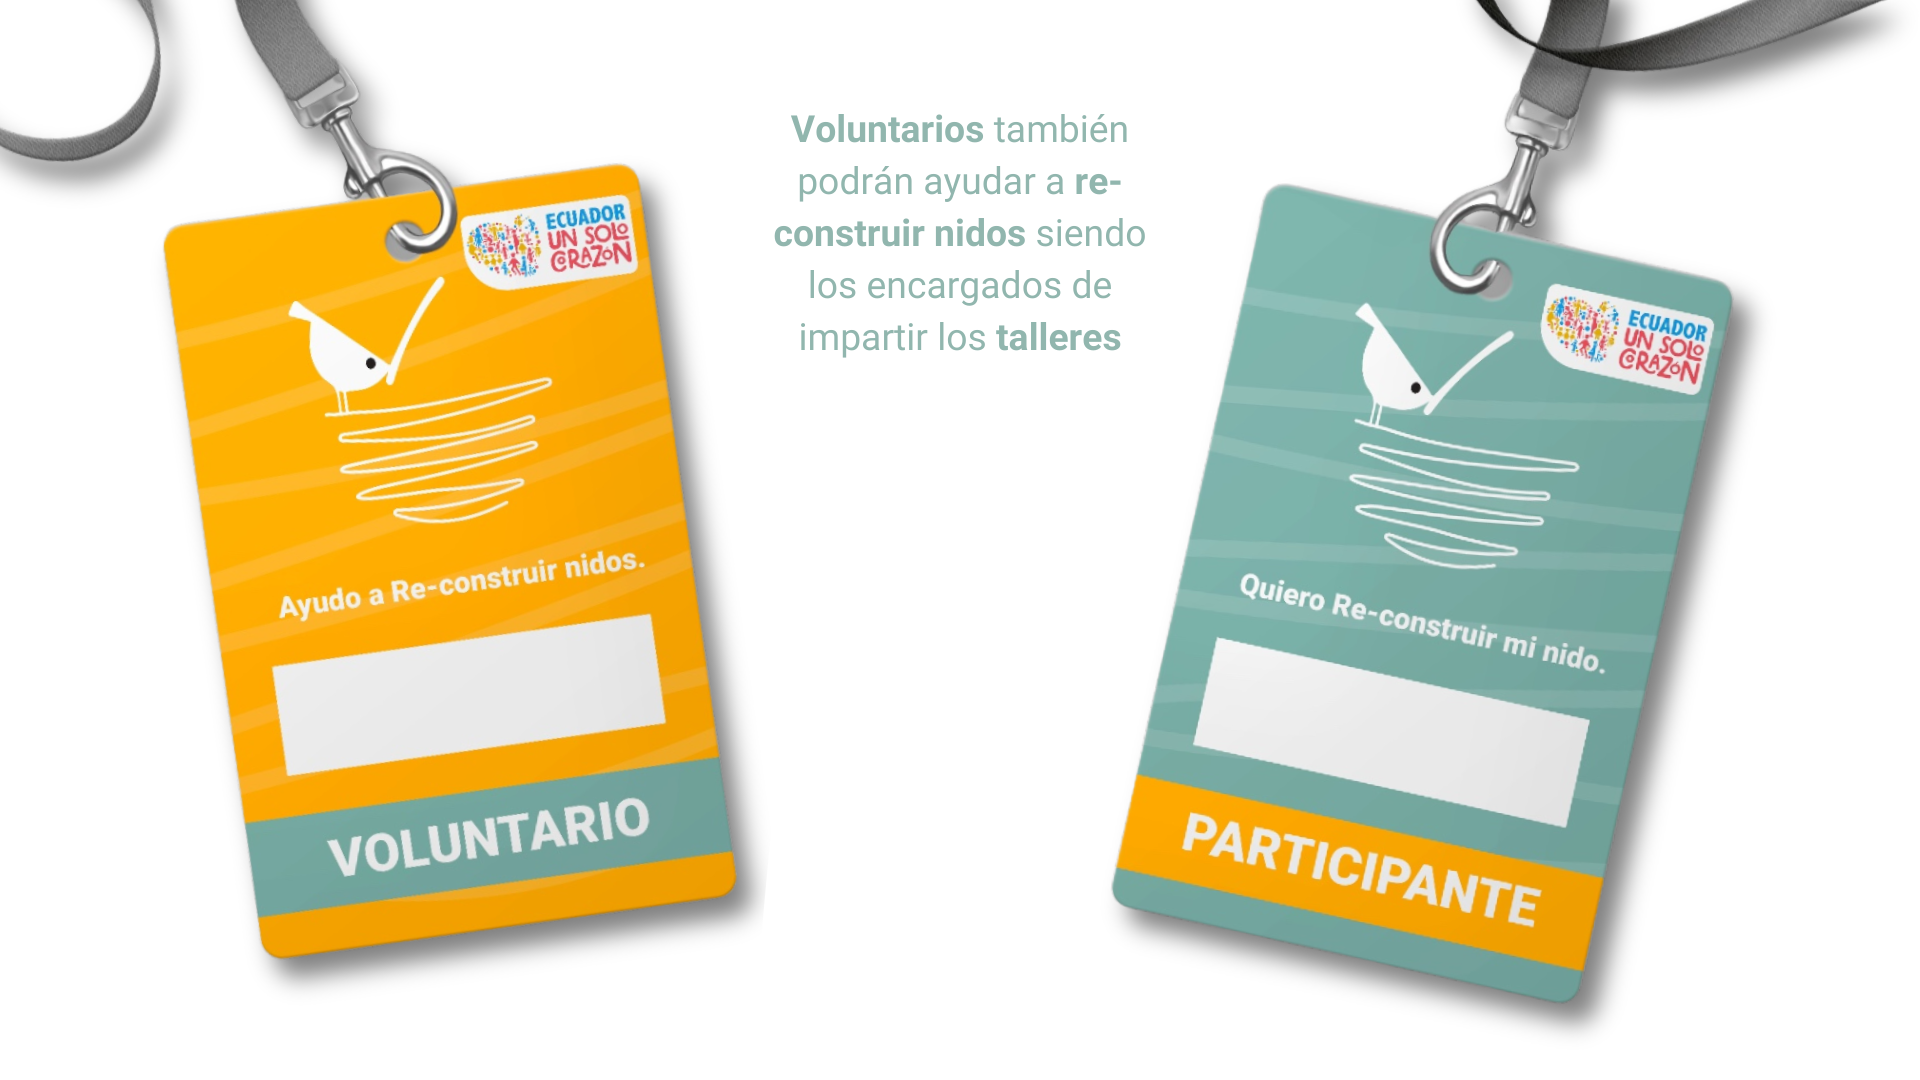 Voluntarios también
podrán ayudar a re-
construir nidos siendo
los encargados de
impartir los talleres
ECUADOR
UN SOLO
CORAZÓN
Ayudo a Re-construir nidos.
VOLUNTARIO
ECUADOR
UN SOLO
CORAZÓN
Quiero Re-construir mi nido.
PARTICIPANTE